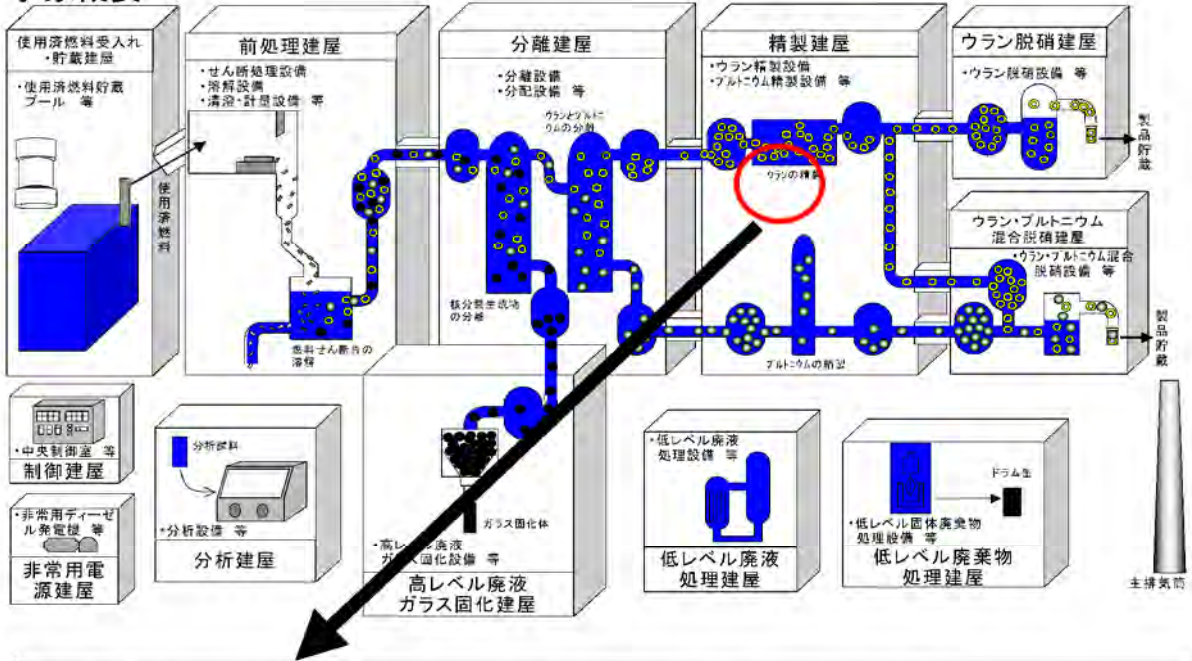 使用済燃料受入れ
・貯蔵建屋
・使用済燃料貯蔵
プール 等
使用済燃料
前処理建屋
・せん断処理設備
・溶解設備
・清澄・計量設備 等
燃料せん断片の
溶解
分離建屋
・分離設備
・分配設備 等
ウランとプルトニ
ウムの分離
核分裂生成物
の分離
精製建屋
・ウラン精製設備
・プルトニウム精製設備 等
ウランの精製
プルトニウムの精製
ウラン脱硝建屋
・ウラン脱硝設備 等
製品貯蔵
ウラン・プルトニウム
混合脱硝建屋
・ウラン・プルトニウム混合
脱硝設備 等
製品貯蔵
・中央制御室 等
制御建屋
・非常用ディーゼ
ル発電機 等
非常用電
源建屋
分析試料
・分析設備 等
分析建屋
ガラス固化体
・高レベル廃液
ガラス固化設備 等
高レベル廃液
ガラス固化建屋
・低レベル廃液
処理設備 等
低レベル廃液
処理建屋
ドラム缶
・低レベル固体廃棄物
処理設備 等
低レベル廃棄物
処理建屋
主排気筒